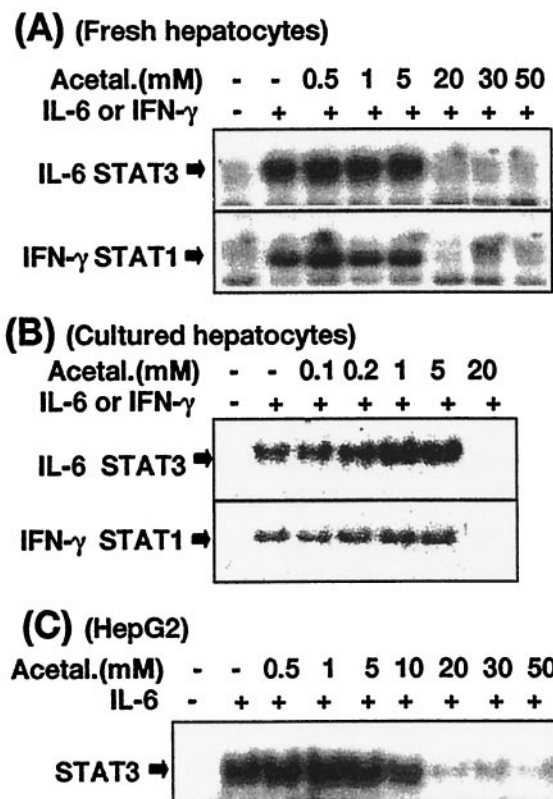 (A) (Fresh hepatocytes)
Acetal.(mM) - - 0.5 1 5 20 30 50
IL-6 or IFN-γ - + + + + + + +
IL-6 STAT3
IFN-γ STAT1
(B) (Cultured hepatocytes)
Acetal.(mM) - - 0.1 0.2 1 5 20
IL-6 or IFN-γ - + + + + + +
IL-6 STAT3
IFN-γ STAT1
(C) (HepG2)
Acetal.(mM) - - 0.5 1 5 10 20 30 50
IL-6 - + + + + + + + +
STAT3